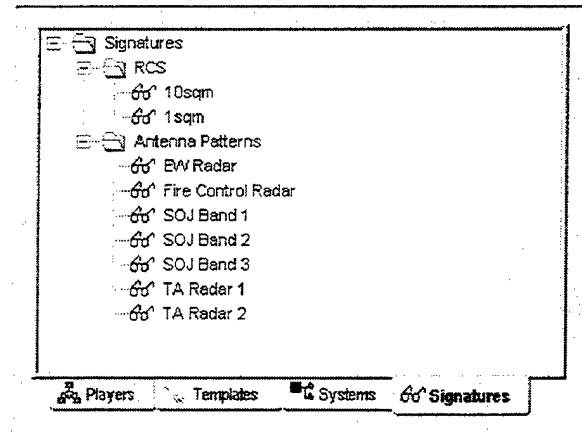 Signatures
RCS
10sqm
1sqm
Antenna Patterns
EW Radar
Fire Control Radar
SOJ Band 1
SOJ Band 2
SOJ Band 3
TA Radar 1
TA Radar 2
Players Templates Systems Signatures